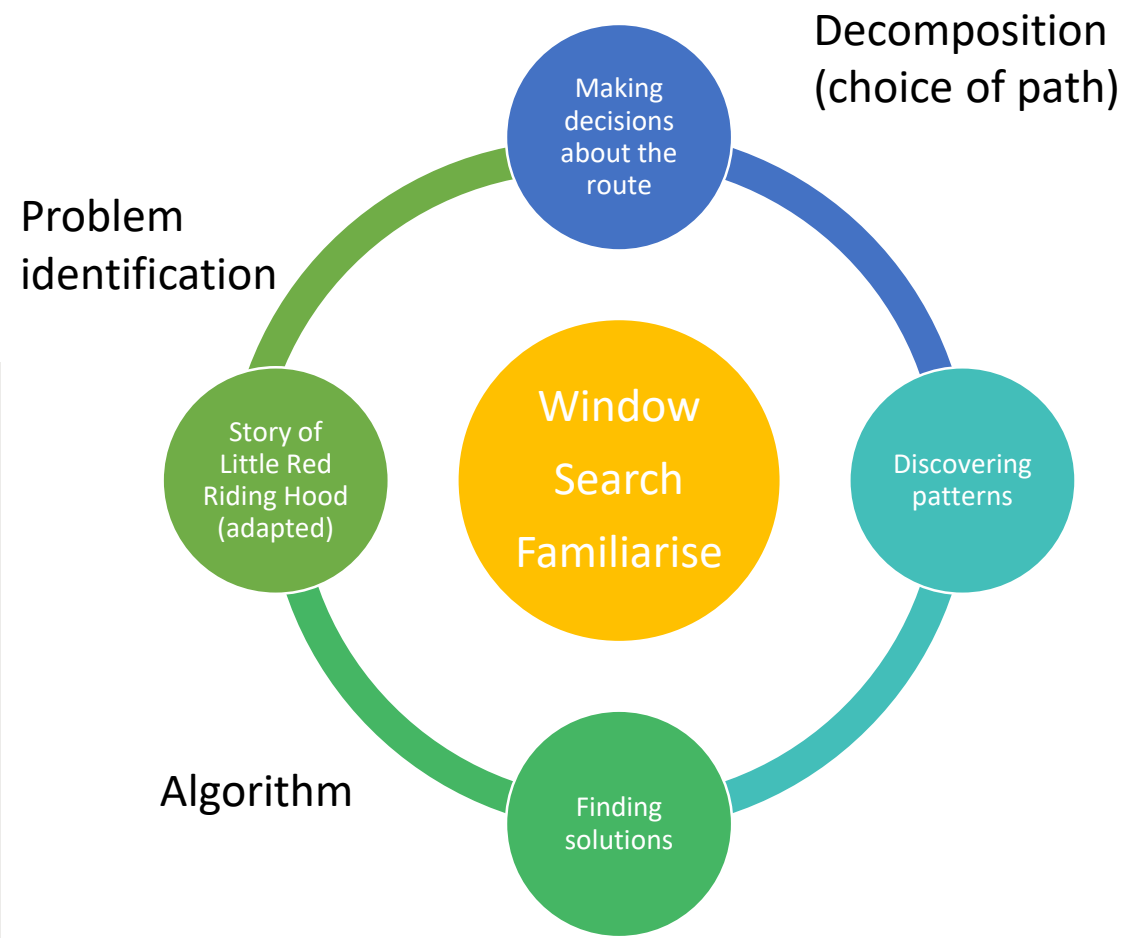 Decomposition
(choice of path)
Making
decisions
about the
route
Problem
identification
Story of
Little Red
Riding Hood
(adapted)
Window
Search
Familiarise
Discovering
patterns
Algorithm
Finding
solutions